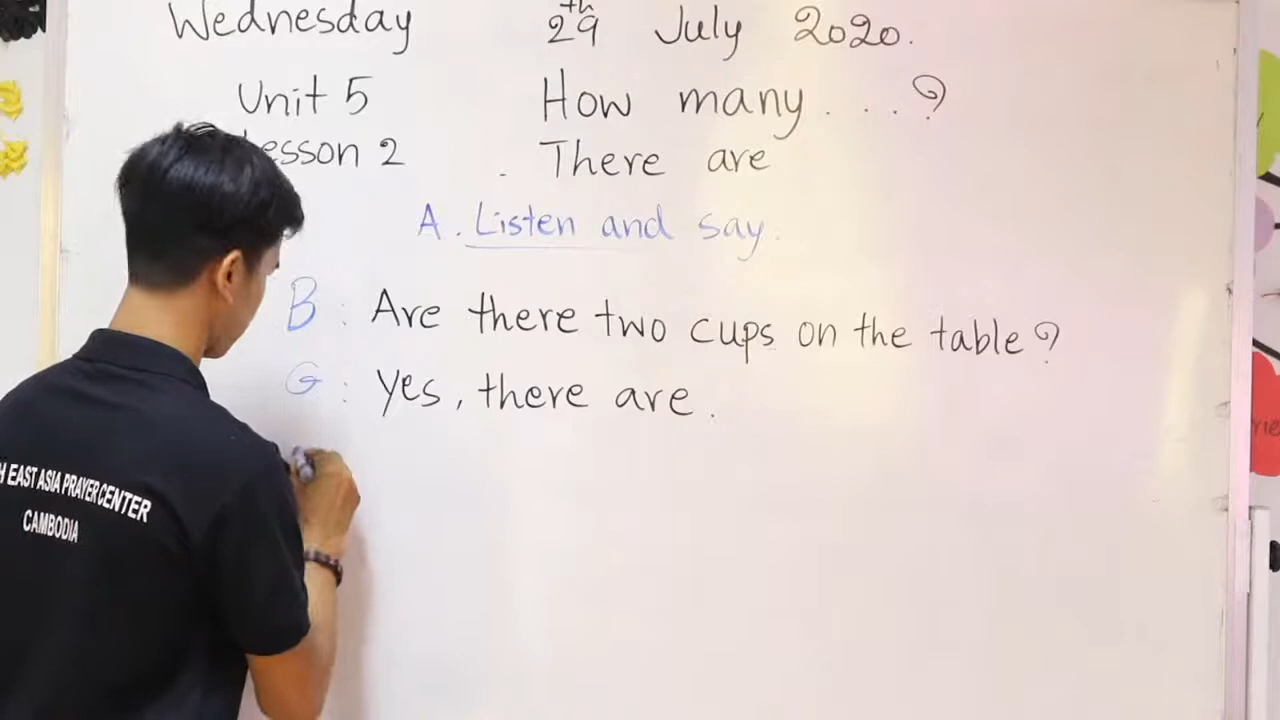 Wednesday 29th July 2020.
Unit 5 How many . . . ?
Lesson 2 . There are
A. Listen and say.
B : Are there two cups on the table?
G : Yes, there are.
EAST ASIA PRAYER CENTER
CAMBODIA